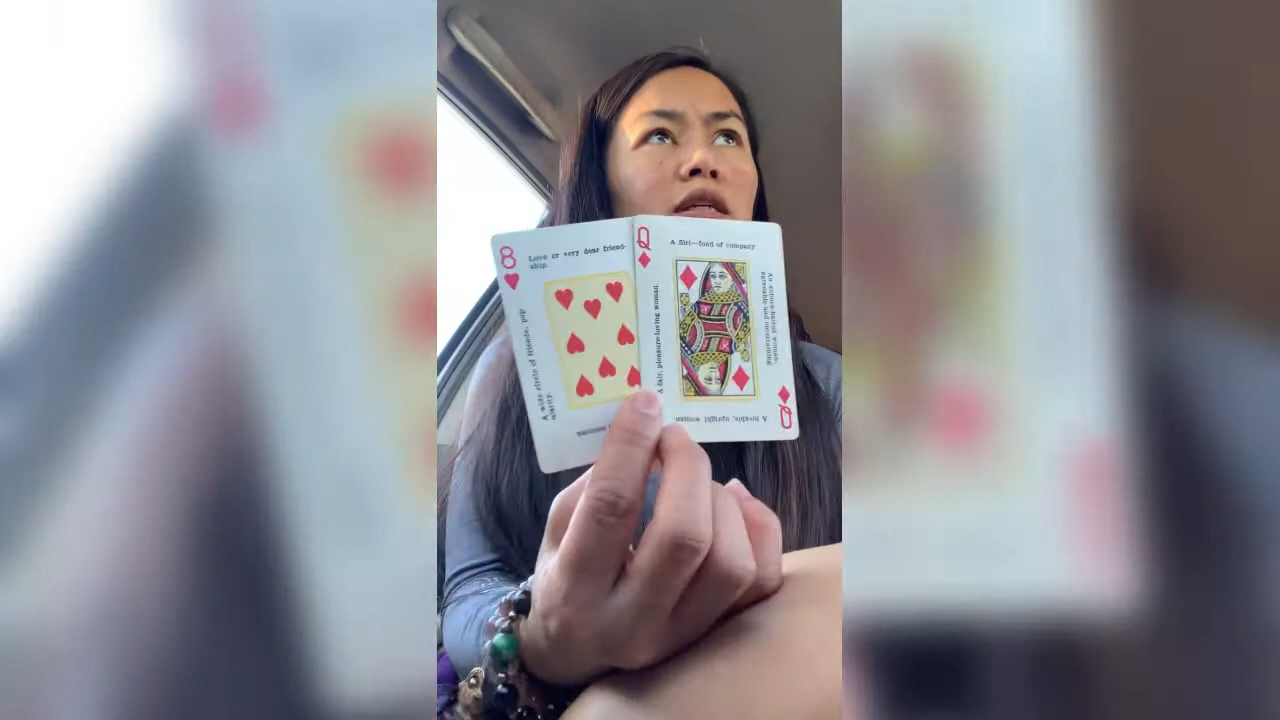 8
Love or very dear friend-
ship.
A wide circle of friends, pop
ularity.
Q
A flirt—fond of company
A fair, pleasure-loving woman.
An auburn-haired woman,
agreeable and entertaining
A lovable, upright woman.
Q